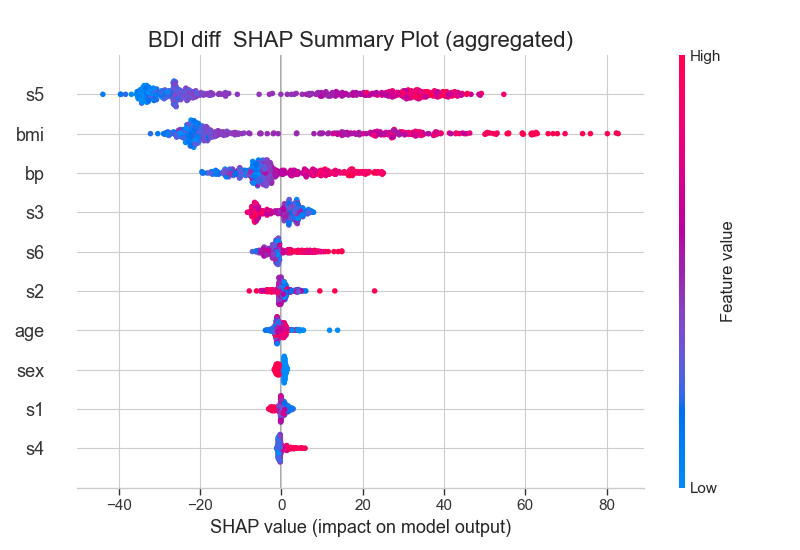 BDI diff  SHAP Summary Plot (aggregated)
High
s5
bmi
bp
s3
s6
s2
age
sex
s1
s4
Feature value
Low
−40 −20 0 20 40 60 80
SHAP value (impact on model output)